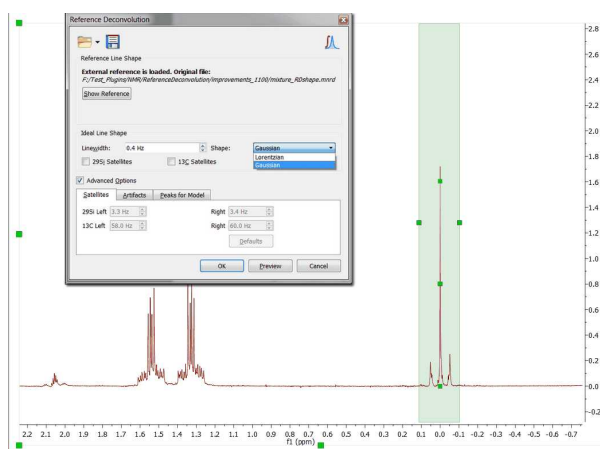 Reference Deconvolution
Reference Line Shape
External reference is loaded. Original file:
F:/Test_Plugins/NMR/ReferenceDeconvolution/improvements_1100/mixture_RDshape.mnrd
Show Reference
Ideal Line Shape
Linewidth: 0.4 Hz Shape: Gaussian
Lorentzian
29Si Satellites 13C Satellites Gaussian
Advanced Options
Satellites Artifacts Peaks for Model
29Si Left 3.3 Hz Right 3.4 Hz
13C Left 58.0 Hz Right 60.0 Hz
Defaults
OK Preview Cancel
2.8
2.6
2.4
2.2
2.0
1.8
1.6
1.4
1.2
1.0
0.8
0.6
0.4
0.2
0.0
-0.2
2.2 2.1 2.0 1.9 1.8 1.7 1.6 1.5 1.4 1.3 1.2 1.1 1.0 0.9 0.8 0.7 0.6 0.5 0.4 0.3 0.2 0.1 0.0 -0.1 -0.2 -0.3 -0.4 -0.5 -0.6 -0.7
f1 (ppm)